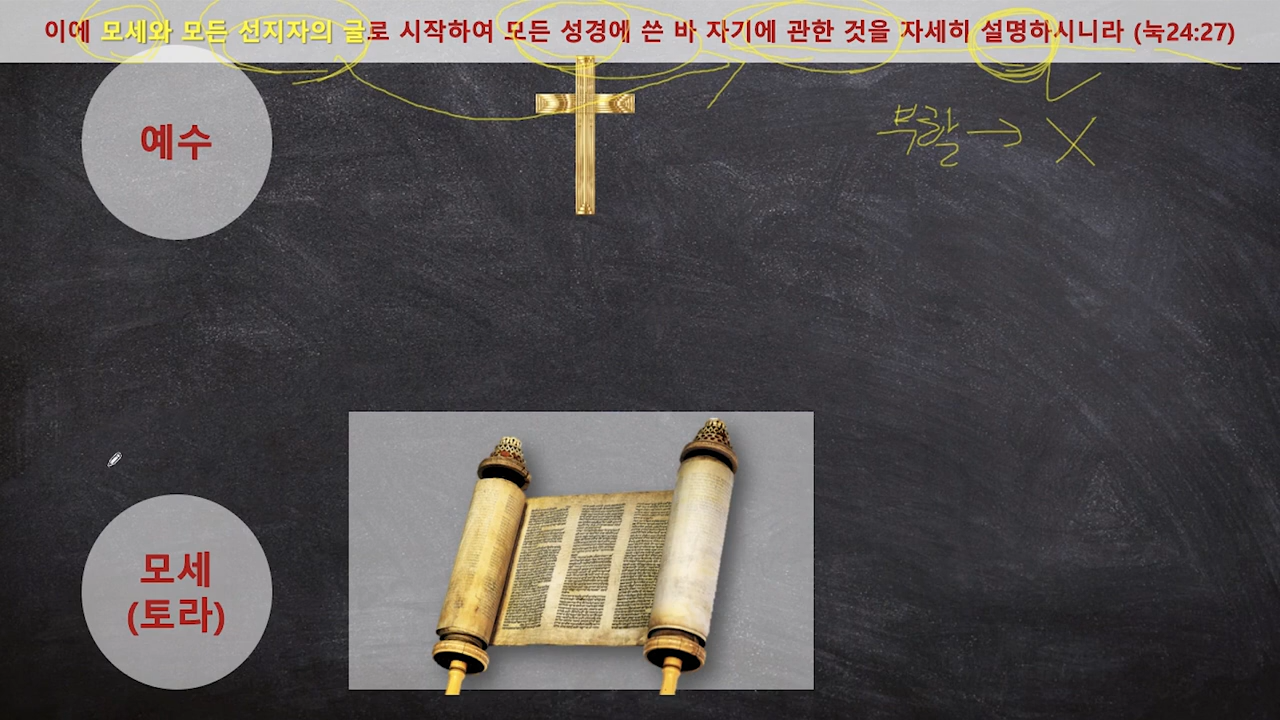 이에 모세와 모든 선지자의 글로 시작하여 모든 성경에 쓴 바 자기에 관한 것을 자세히 설명하시니라 (눅24:27)
예수
부활 → X
모세
(토라)